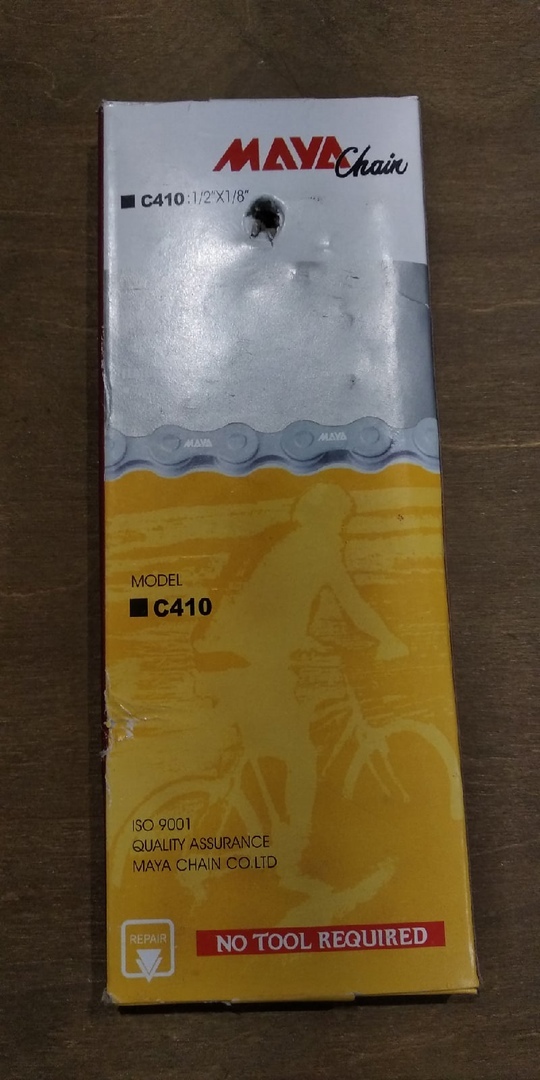 MAYA Chain
C410:1/2"X1/8"
MAYA MAYA
MODEL
C410
ISO 9001
QUALITY ASSURANCE
MAYA CHAIN CO.LTD
REPAIR
NO TOOL REQUIRED